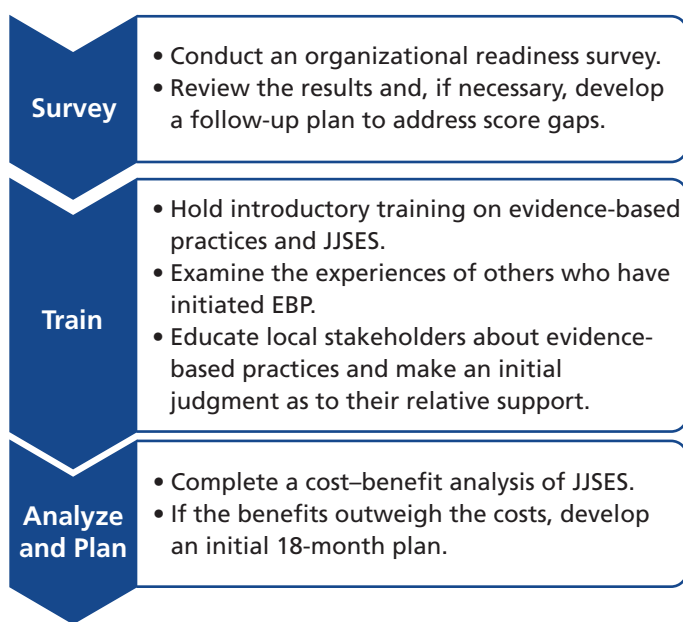 Survey
• Conduct an organizational readiness survey.
• Review the results and, if necessary, develop
a follow-up plan to address score gaps.
Train
• Hold introductory training on evidence-based
practices and JJSES.
• Examine the experiences of others who have
initiated EBP.
• Educate local stakeholders about evidence-
based practices and make an initial
judgment as to their relative support.
Analyze
and Plan
• Complete a cost–benefit analysis of JJSES.
• If the benefits outweigh the costs, develop
an initial 18-month plan.